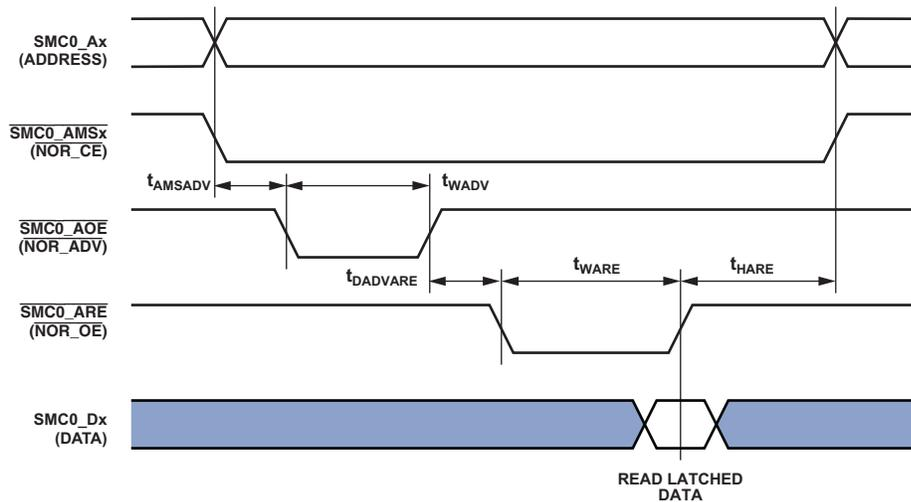 SMC0_Ax
(ADDRESS)
SMC0_AMSx
(NOR_CE)
tAMSADV
tWADV
SMC0_AOE
(NOR_ADV)
tDADVARE
tWARE
tHARE
SMC0_ARE
(NOR_OE)
SMC0_Dx
(DATA)
READ LATCHED
DATA